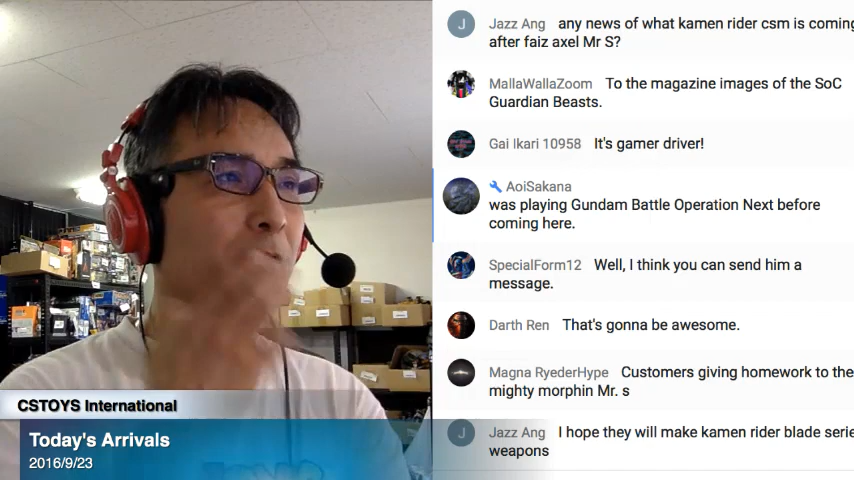 J
Jazz Ang any news of what kamen rider csm is coming
after faiz axel Mr S?
MallaWallaZoom To the magazine images of the SoC
Guardian Beasts.
Gai Ikari 10958 It's gamer driver!
AoiSakana
was playing Gundam Battle Operation Next before
coming here.
SpecialForm12 Well, I think you can send him a
message.
Darth Ren That's gonna be awesome.
Magna RyederHype Customers giving homework to the
mighty morphin Mr. s
J
Jazz Ang I hope they will make kamen rider blade serie
weapons
CSTOYS International
Today's Arrivals
2016/9/23